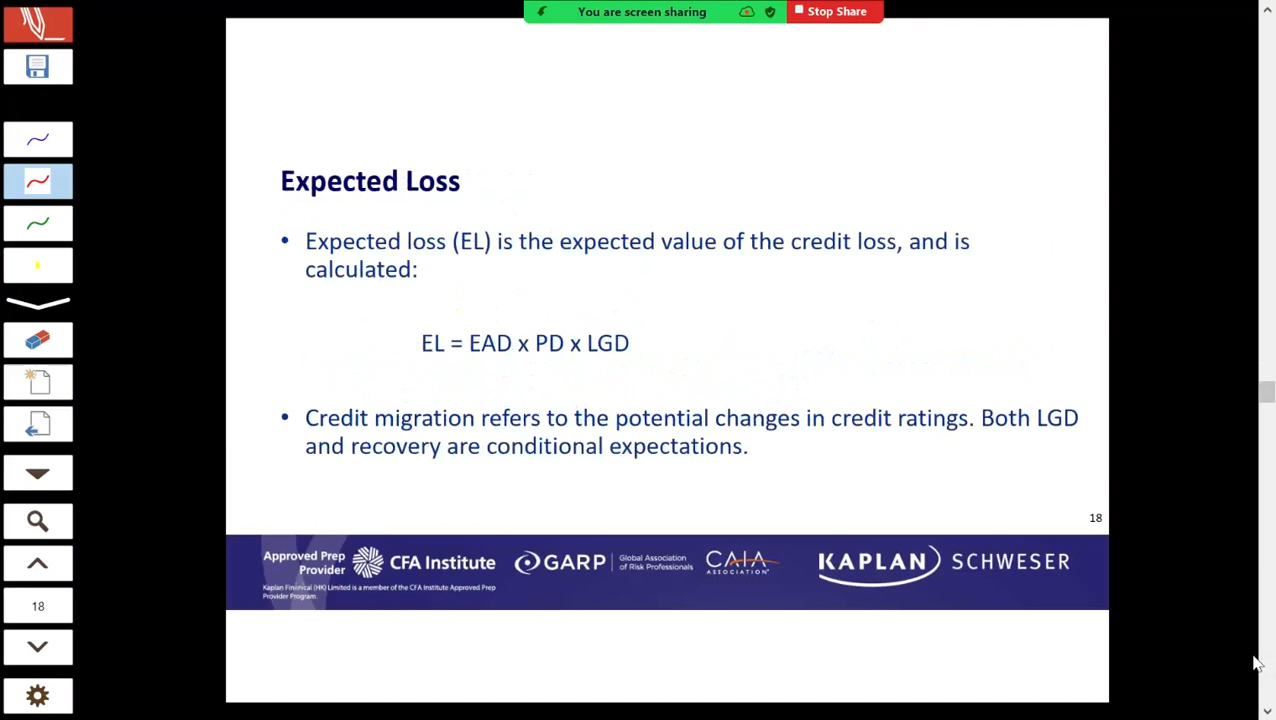 You are screen sharing
Stop Share
Expected Loss
• Expected loss (EL) is the expected value of the credit loss, and is
calculated:
EL = EAD x PD x LGD
• Credit migration refers to the potential changes in credit ratings. Both LGD
and recovery are conditional expectations.
18
Approved Prep
Provider
CFA Institute
Kaplan Financial (HK) Limited is a member of the CFA Institute Approved Prep
Provider Program.
GARP
Global Association
of Risk Professionals
CAIA
ASSOCIATION
KAPLAN SCHWESER
18